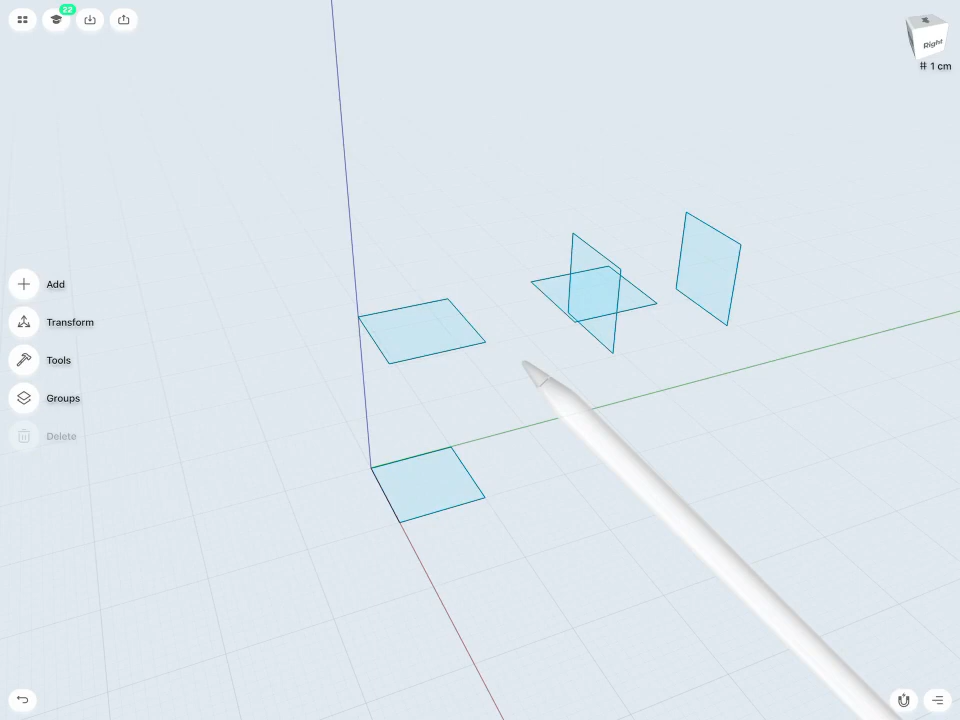 22
Right
# 1 cm
Add
Transform
Tools
Groups
Delete